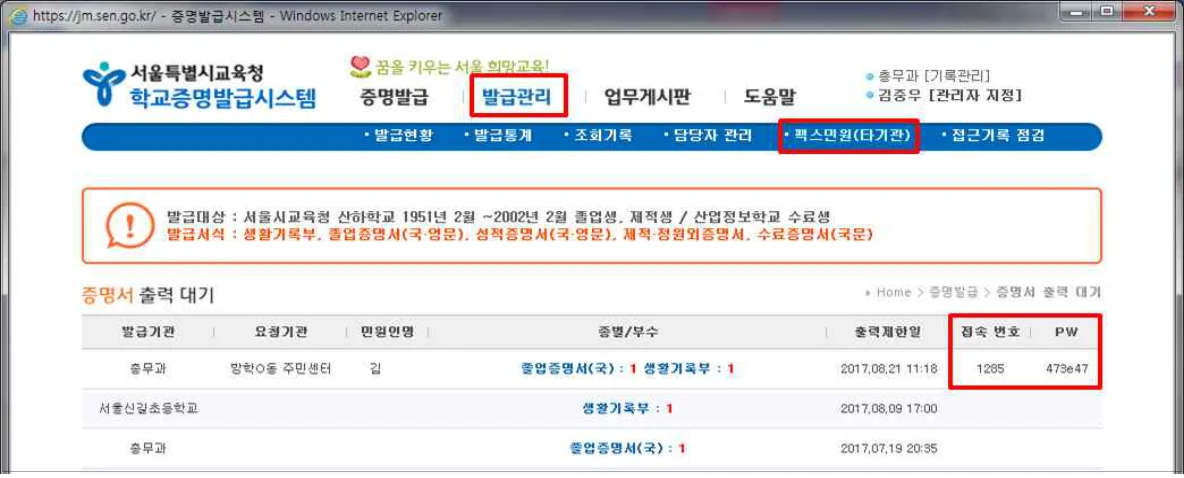 https://jm.sen.go.kr/ - 증명발급시스템 - Windows Internet Explorer
서울특별시교육청
학교증명발급시스템
꿈을 키우는 서울 희망교육!
총무과 [기록관리]
김중우 [관리자 지정]
증명발급 발급관리 업무게시판 도움말
발급현황 발급통계 조회기록 담당자 관리 팩스민원(타기관) 접근기록 점검
발급대상 : 서울시교육청 산하학교 1951년 2월 ~2002년 2월 졸업생, 제적생 / 산업정보학교 수료생
발급서식 : 생활기록부, 졸업증명서(국·영문), 성적증명서(국·영문), 제적·정원외증명서, 수료증명서(국문)
증명서 출력 대기
Home > 증명발급 > 증명서 출력 대기
발급기관 요청기관 민원인명 종별/부수 출력제한일 접속 번호 PW
총무과 방학○동 주민센터 김 졸업증명서(국) : 1 생활기록부 : 1 2017,08,21 11:18 1285 473e47
서울신길초등학교 생활기록부 : 1 2017,08,09 17:00
총무과 졸업증명서(국) : 1 2017,07,19 20:35